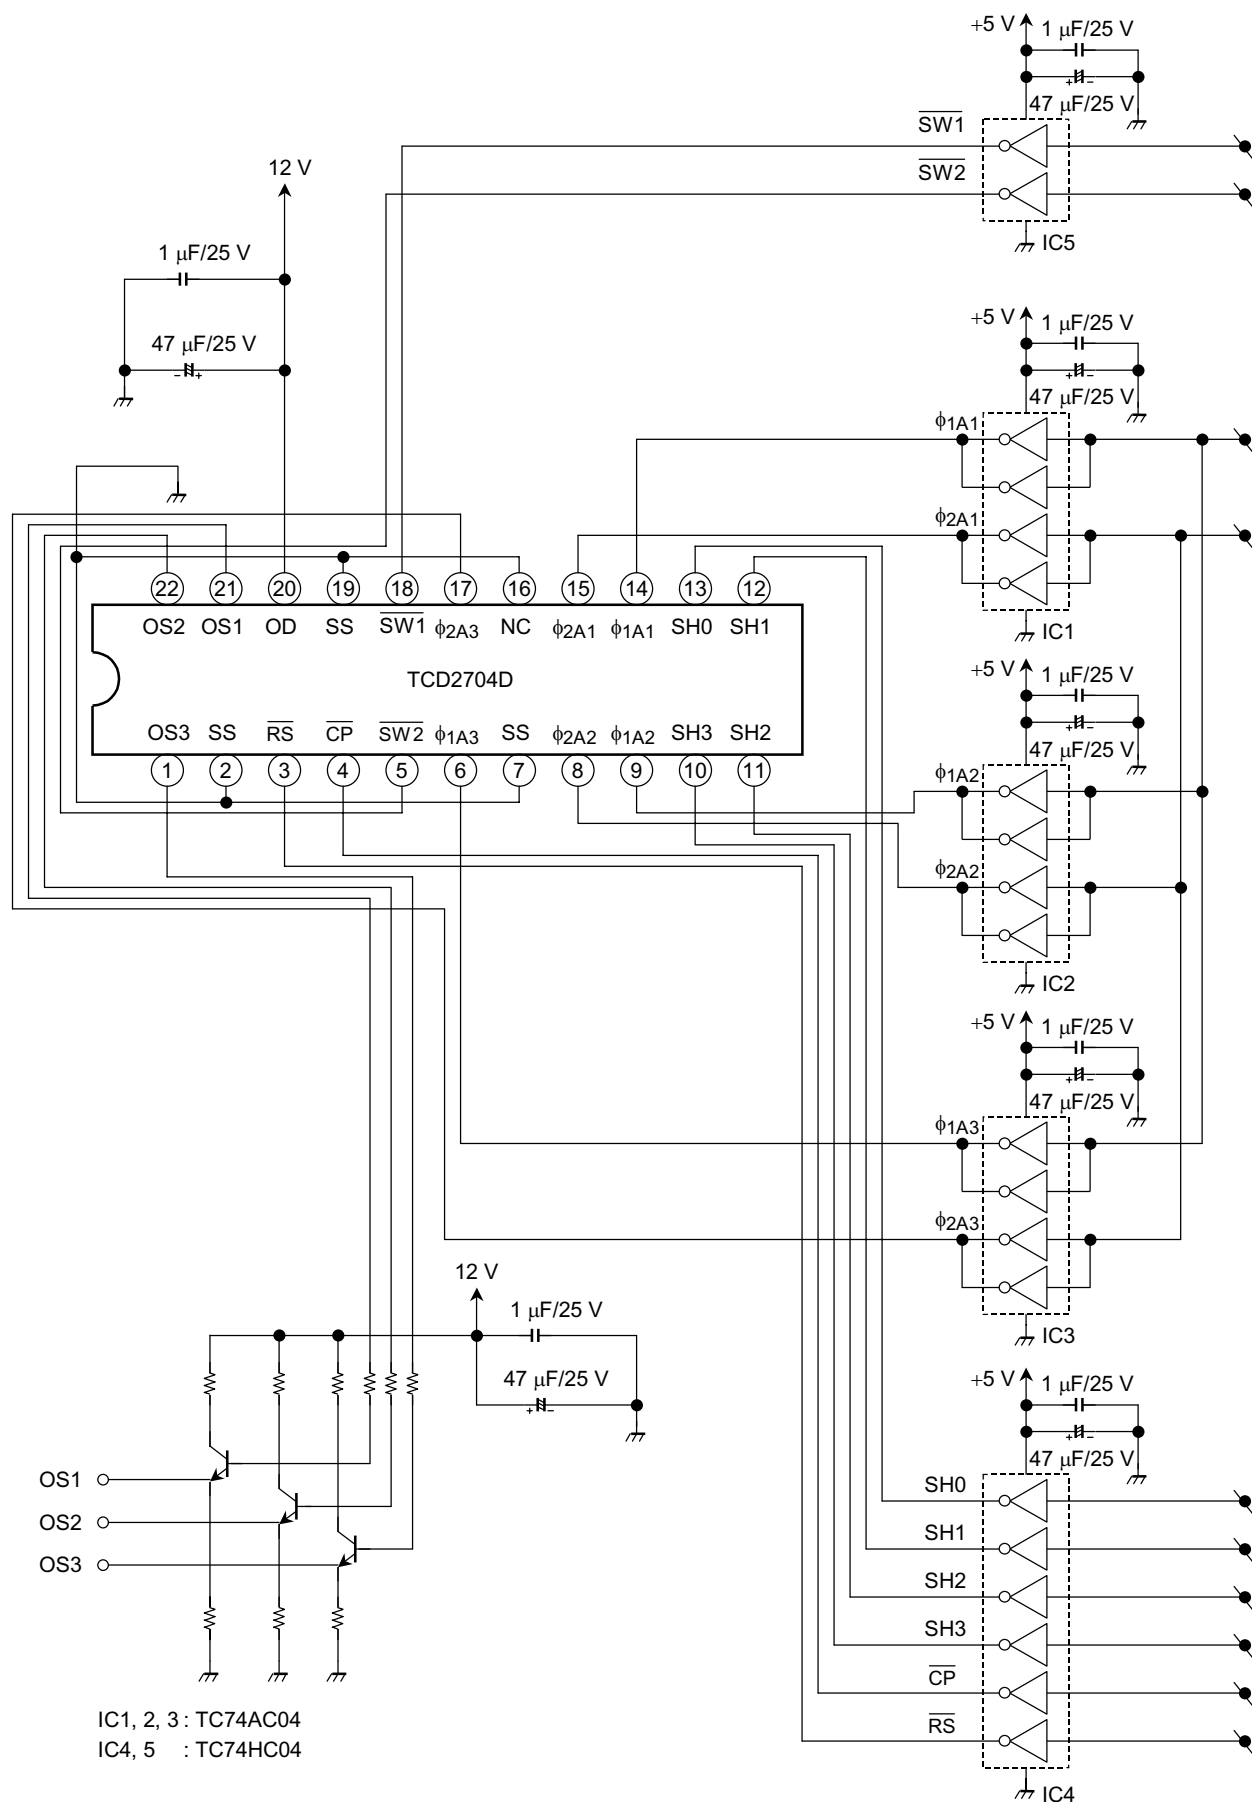 +5 V
1 μF/25 V
47 μF/25 V
SW1
SW2
IC5
12 V
1 μF/25 V
47 μF/25 V
+5 V
1 μF/25 V
47 μF/25 V
ϕ1A1
ϕ2A1
IC1
22 21 20 19 18 17 16 15 14 13 12
OS2 OS1 OD SS SW1 ϕ2A3 NC ϕ2A1 ϕ1A1 SH0 SH1
TCD2704D
OS3 SS RS CP SW2 ϕ1A3 SS ϕ2A2 ϕ1A2 SH3 SH2
1 2 3 4 5 6 7 8 9 10 11
+5 V
1 μF/25 V
47 μF/25 V
ϕ1A2
ϕ2A2
IC2
+5 V
1 μF/25 V
47 μF/25 V
ϕ1A3
ϕ2A3
IC3
12 V
1 μF/25 V
47 μF/25 V
OS1
OS2
OS3
+5 V
1 μF/25 V
47 μF/25 V
SH0
SH1
SH2
SH3
CP
RS
IC4
IC1, 2, 3 : TC74AC04
IC4, 5 : TC74HC04